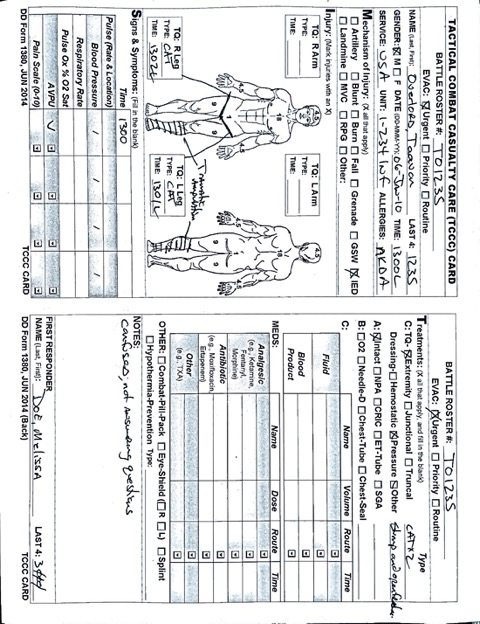 TACTICAL COMBAT CASUALTY CARE (TCCC) CARD
BATTLE ROSTER #: TO1235
EVAC: ☒ Urgent ☐ Priority ☐ Routine
NAME (Last, First): LAST 4: 1235
GENDER: ☒ M ☐ F DATE (DD-MMM-YY): 06-Jun-10 TIME: 1300L
SERVICE: USA UNIT: 1-234 Inf ALLERGIES: NKDA
Mechanism of Injury: (X all that apply)
☐ Artillery ☐ Blunt ☐ Burn ☐ Fall ☐ Grenade ☐ GSW ☒ IED
☐ Landmine ☐ MVC ☐ RPG ☐ Other:
Injury: (Mark injuries with an X)
TQ: R Arm
TYPE:
TIME:
TQ: L Arm
TYPE:
TIME:
4.5
18
9
1
4.5
TQ: R Leg
TYPE: CAT
TIME: 1302L
TQ: L Leg
TYPE: CAT
TIME: 1301L
Traumatic amputation
Signs & Symptoms: (Fill in the blank)
Time 1300
Pulse (Rate & Location)
Blood Pressure / / / /
Respiratory Rate
Pulse Ox % O2 Sat
AVPU V
Pain Scale (0-10)
DD Form 1380, JUN 2014 TCCC CARD
BATTLE ROSTER #: TO1235
EVAC: ☒ Urgent ☐ Priority ☐ Routine
Treatments: (X all that apply, and fill in the blank) Type
C: TQ- ☒ Extremity ☐ Junctional ☐ Truncal CAT X2
Dressing- ☐ Hemostatic ☒ Pressure ☒ Other
A: ☒ Intact ☐ NPA ☐ CRIC ☐ ET-Tube ☐ SGA
B: ☐ O2 ☐ Needle-D ☐ Chest-Tube ☐ Chest-Seal
C:
Name Volume Route Time
Fluid
Blood Product
MEDS:
Name Dose Route Time
Analgesic
(e.g., Ketamine, Fentanyl, Morphine)
Antibiotic
(e.g., Moxifloxacin, Ertapenem)
Other
(e.g., TXA)
OTHER: ☐ Combat-Pill-Pack ☐ Eye-Shield (☐ R ☐ L) ☐ Splint
☐ Hypothermia-Prevention Type:
NOTES:
confused, not answering questions
FIRST RESPONDER
NAME (Last, First): Doe, Melissa LAST 4:
DD Form 1380, JUN 2014 (Back) TCCC CARD